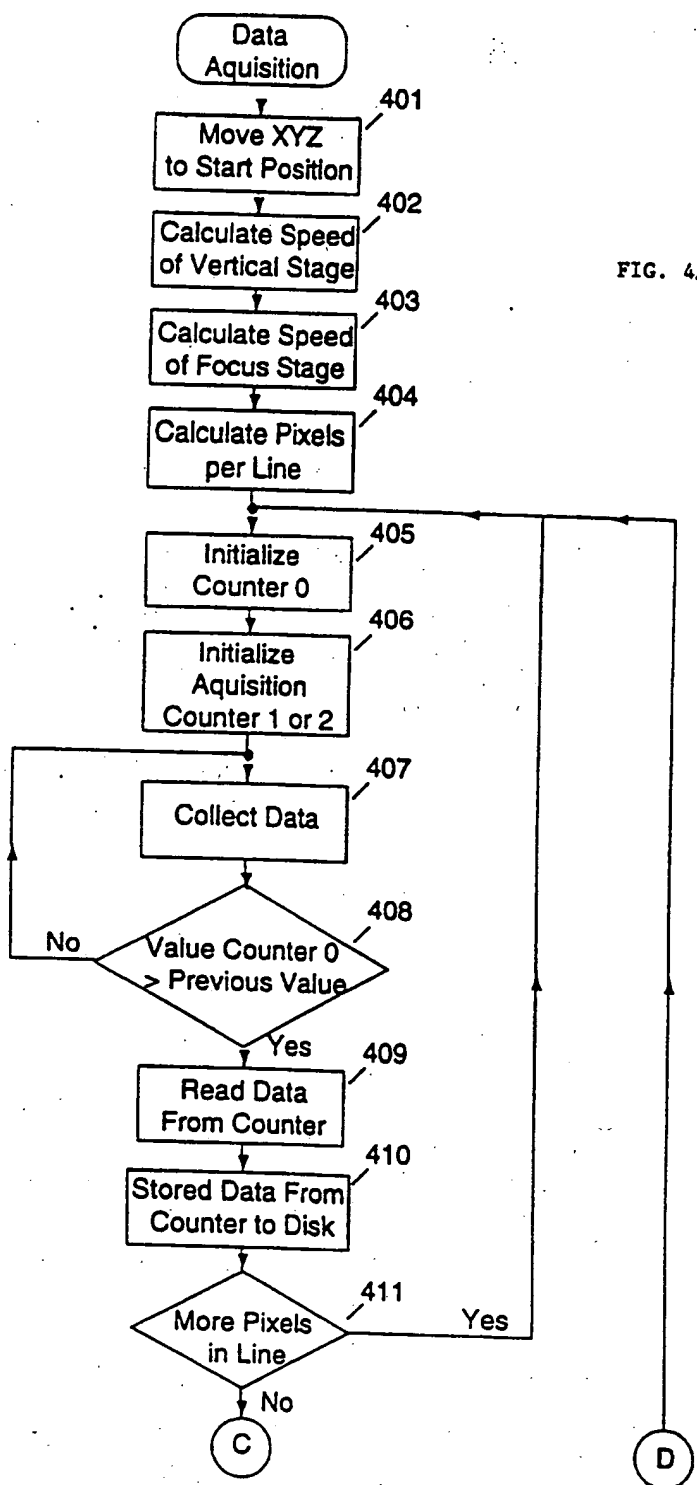 Data
Aquisition
401
Move XYZ
to Start Position
402
Calculate Speed
of Vertical Stage
FIG. 4
403
Calculate Speed
of Focus Stage
404
Calculate Pixels
per Line
405
Initialize
Counter 0
406
Initialize
Aquisition
Counter 1 or 2
407
Collect Data
408
No
Value Counter 0
> Previous Value
Yes
409
Read Data
From Counter
410
Stored Data From
Counter to Disk
411
More Pixels
in Line
Yes
No
C
D